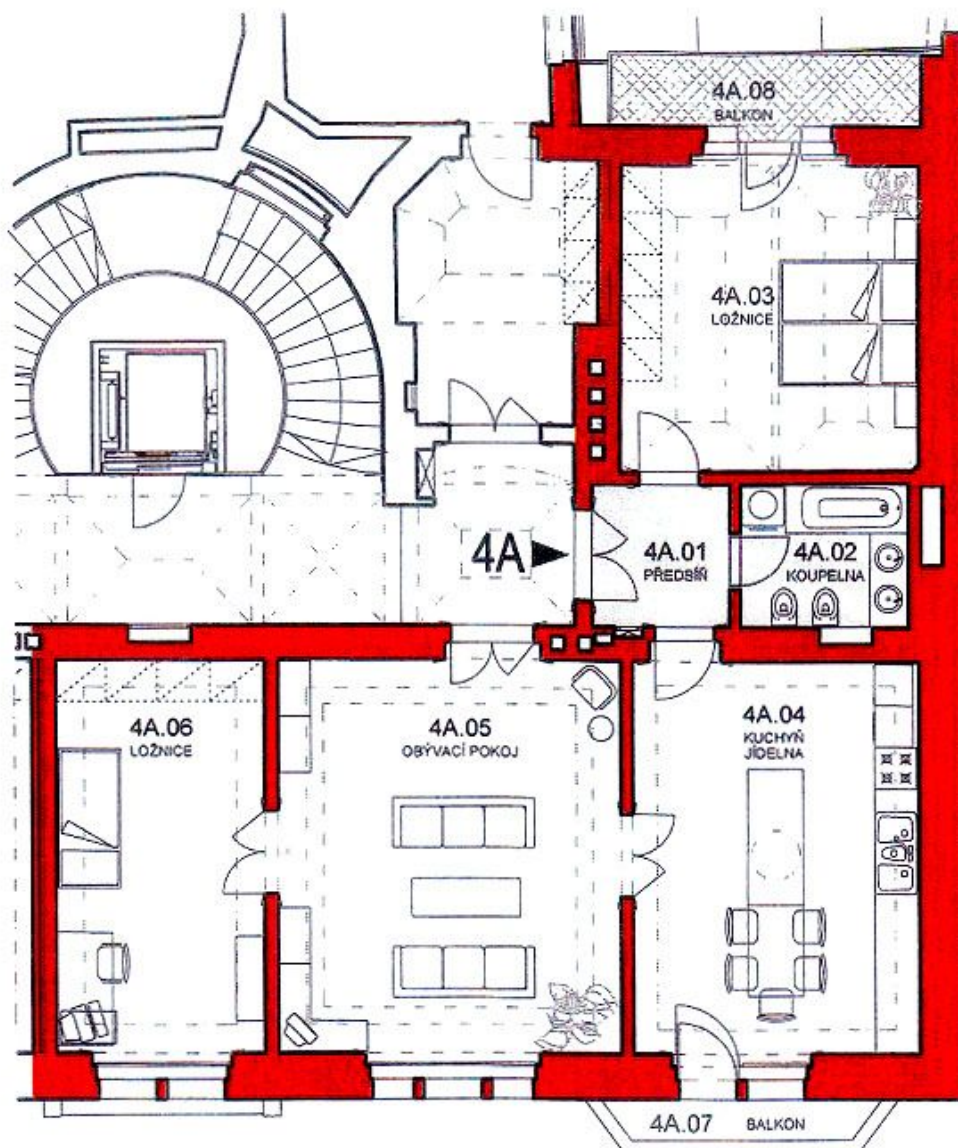 4A.08
BALKON
4A.03
LOŽNICE
4A
4A.01
PŘEDSÍŇ
4A.02
KOUPELNA
4A.06
LOŽNICE
4A.05
OBÝVACÍ POKOJ
4A.04
KUCHYŇ
JÍDELNA
4A.07 BALKON